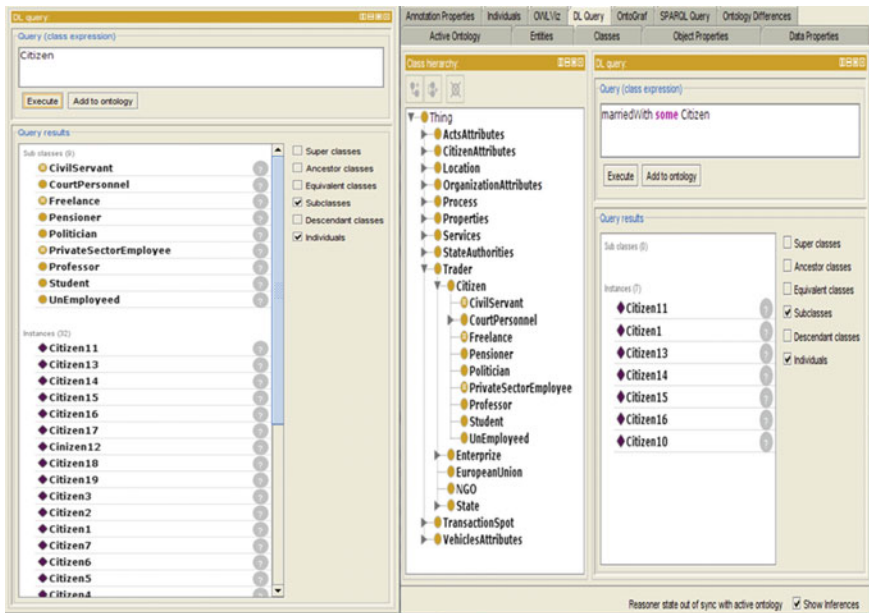 DL query:
Query (class expression)
Citizen
Execute
Add to ontology
Query results
Sub classes (9)
CivilServant
CourtPersonnel
Freelance
Pensioner
Politician
PrivateSectorEmployee
Professor
Student
UnEmployeed
Instances (32)
Citizen11
Citizen13
Citizen14
Citizen15
Citizen16
Citizen17
Cinizen12
Citizen18
Citizen19
Citizen3
Citizen2
Citizen1
Citizen7
Citizen6
Citizen5
Citizen4
Super classes
Ancestor classes
Equivalent classes
Subclasses
Descendant classes
Individuals
Annotation Properties
Individuals
OWLViz
DL Query
OntoGraf
SPARQL Query
Ontology Differences
Active Ontology
Entities
Classes
Object Properties
Data Properties
Class hierarchy:
Thing
ActsAttributes
CitizenAttributes
Location
OrganizationAttributes
Process
Properties
Services
StateAuthorities
Trader
Citizen
CivilServant
CourtPersonnel
Freelance
Pensioner
Politician
PrivateSectorEmployee
Professor
Student
UnEmployeed
Enterprize
EuropeanUnion
NGO
State
TransactionSpot
VehiclesAttributes
DL query:
Query (class expression)
marriedWith some Citizen
Execute
Add to ontology
Query results
Sub classes (0)
Instances (7)
Citizen11
Citizen1
Citizen13
Citizen14
Citizen15
Citizen16
Citizen10
Super classes
Ancestor classes
Equivalent classes
Subclasses
Descendant classes
Individuals
Reasoner state out of sync with active ontology
Show Inferences